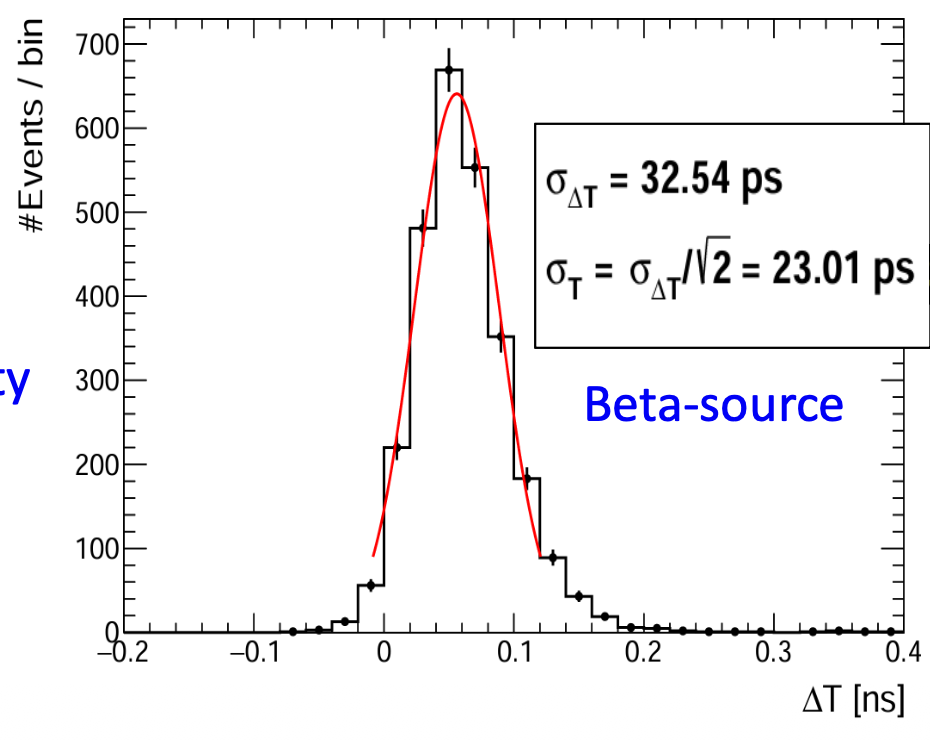 #Events / bin
700
600
500
400
300
200
100
0
−0.2
−0.1
0
0.1
0.2
0.3
0.4
ΔT [ns]
σΔT = 32.54 ps
σT = σΔT/√2 = 23.01 ps
Beta-source
ty